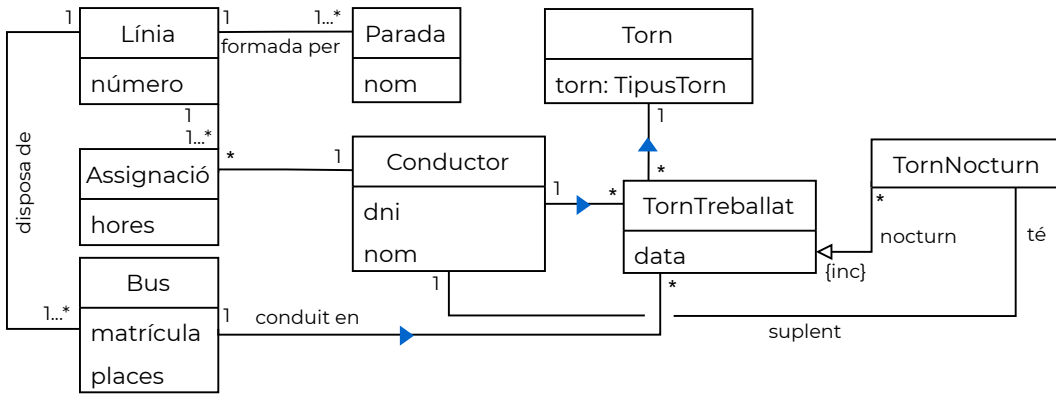 1
Línia
número
1
1...*
formada per
Parada
nom
Torn
torn: TipusTorn
1
1
1...*
disposa de
Assignació
hores
*
1
Conductor
dni
nom
1
*
*
TornTreballat
data
TornNocturn
*
nocturn
té
{inc}
1
*
Bus
matrícula
places
1...*
1
conduit en
suplent